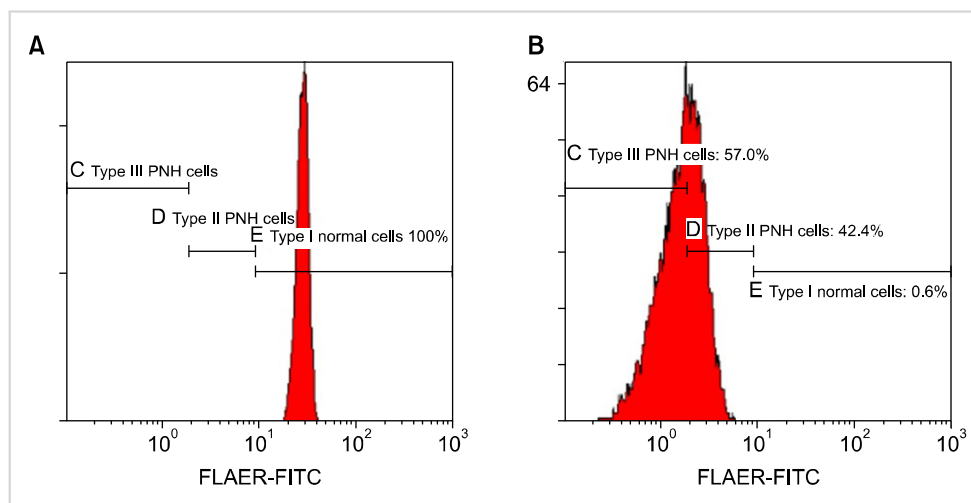 A
C Type III PNH cells
D Type II PNH cells
E Type I normal cells 100%
10⁰ 10¹ 10² 10³
FLAER-FITC
B
64
C Type III PNH cells: 57.0%
D Type II PNH cells: 42.4%
E Type I normal cells: 0.6%
10⁰ 10¹ 10² 10³
FLAER-FITC